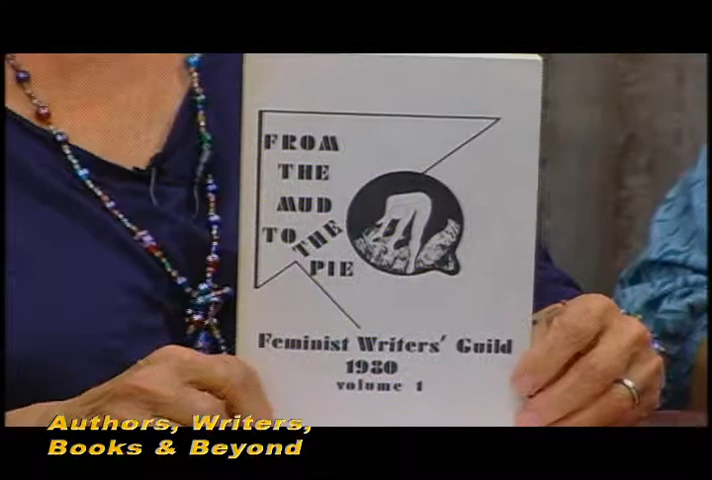 FROM
THE
MUD
TO THE
PIE
Feminist Writers' Guild
1980
volume 1
Authors, Writers,
Books & Beyond